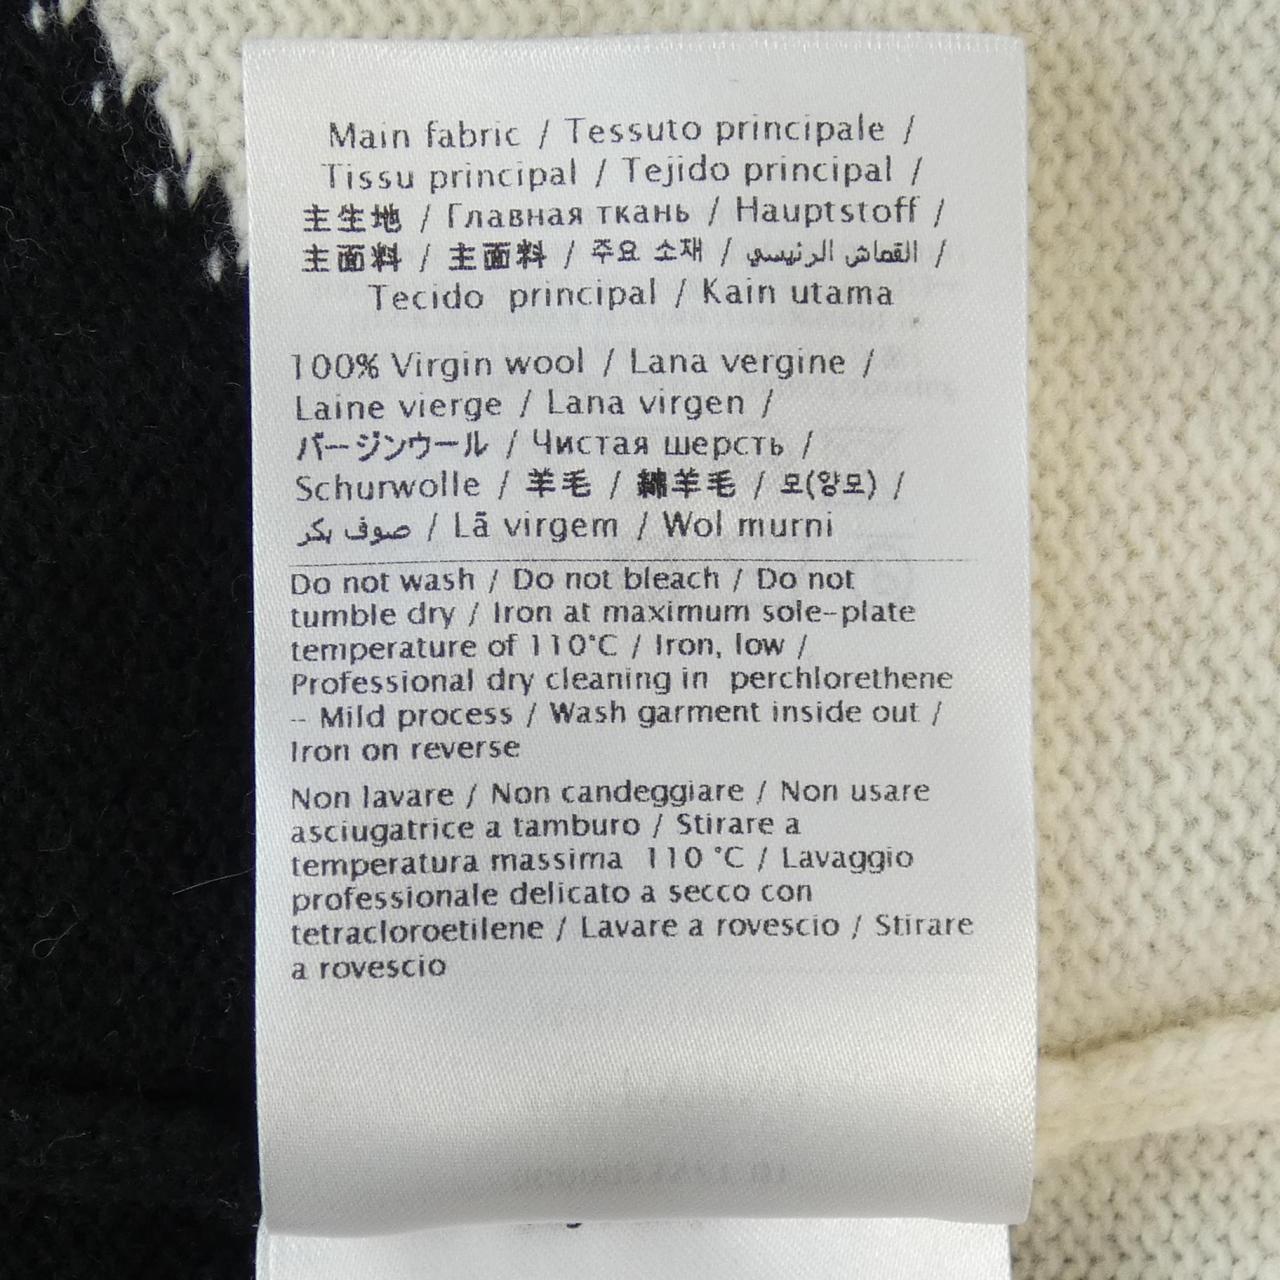 Main fabric / Tessuto principale /
Tissu principal / Tejido principal /
主生地 / Главная ткань / Hauptstoff /
主面料 / 主面料 / 주요 소재 / القماش الرئيسي /
Tecido principal / Kain utama
100% Virgin wool / Lana vergine /
Laine vierge / Lana virgen /
バージンウール / Чистая шерсть /
Schurwolle / 羊毛 / 綿羊毛 / 모(양모) /
صوف بكر / Lã virgem / Wol murni
Do not wash / Do not bleach / Do not
tumble dry / Iron at maximum sole-plate
temperature of 110°C / Iron, low /
Professional dry cleaning in perchlorethene
- Mild process / Wash garment inside out /
Iron on reverse
Non lavare / Non candeggiare / Non usare
asciugatrice a tamburo / Stirare a
temperatura massima 110 °C / Lavaggio
professionale delicato a secco con
tetracloroetilene / Lavare a rovescio / Stirare
a rovescio